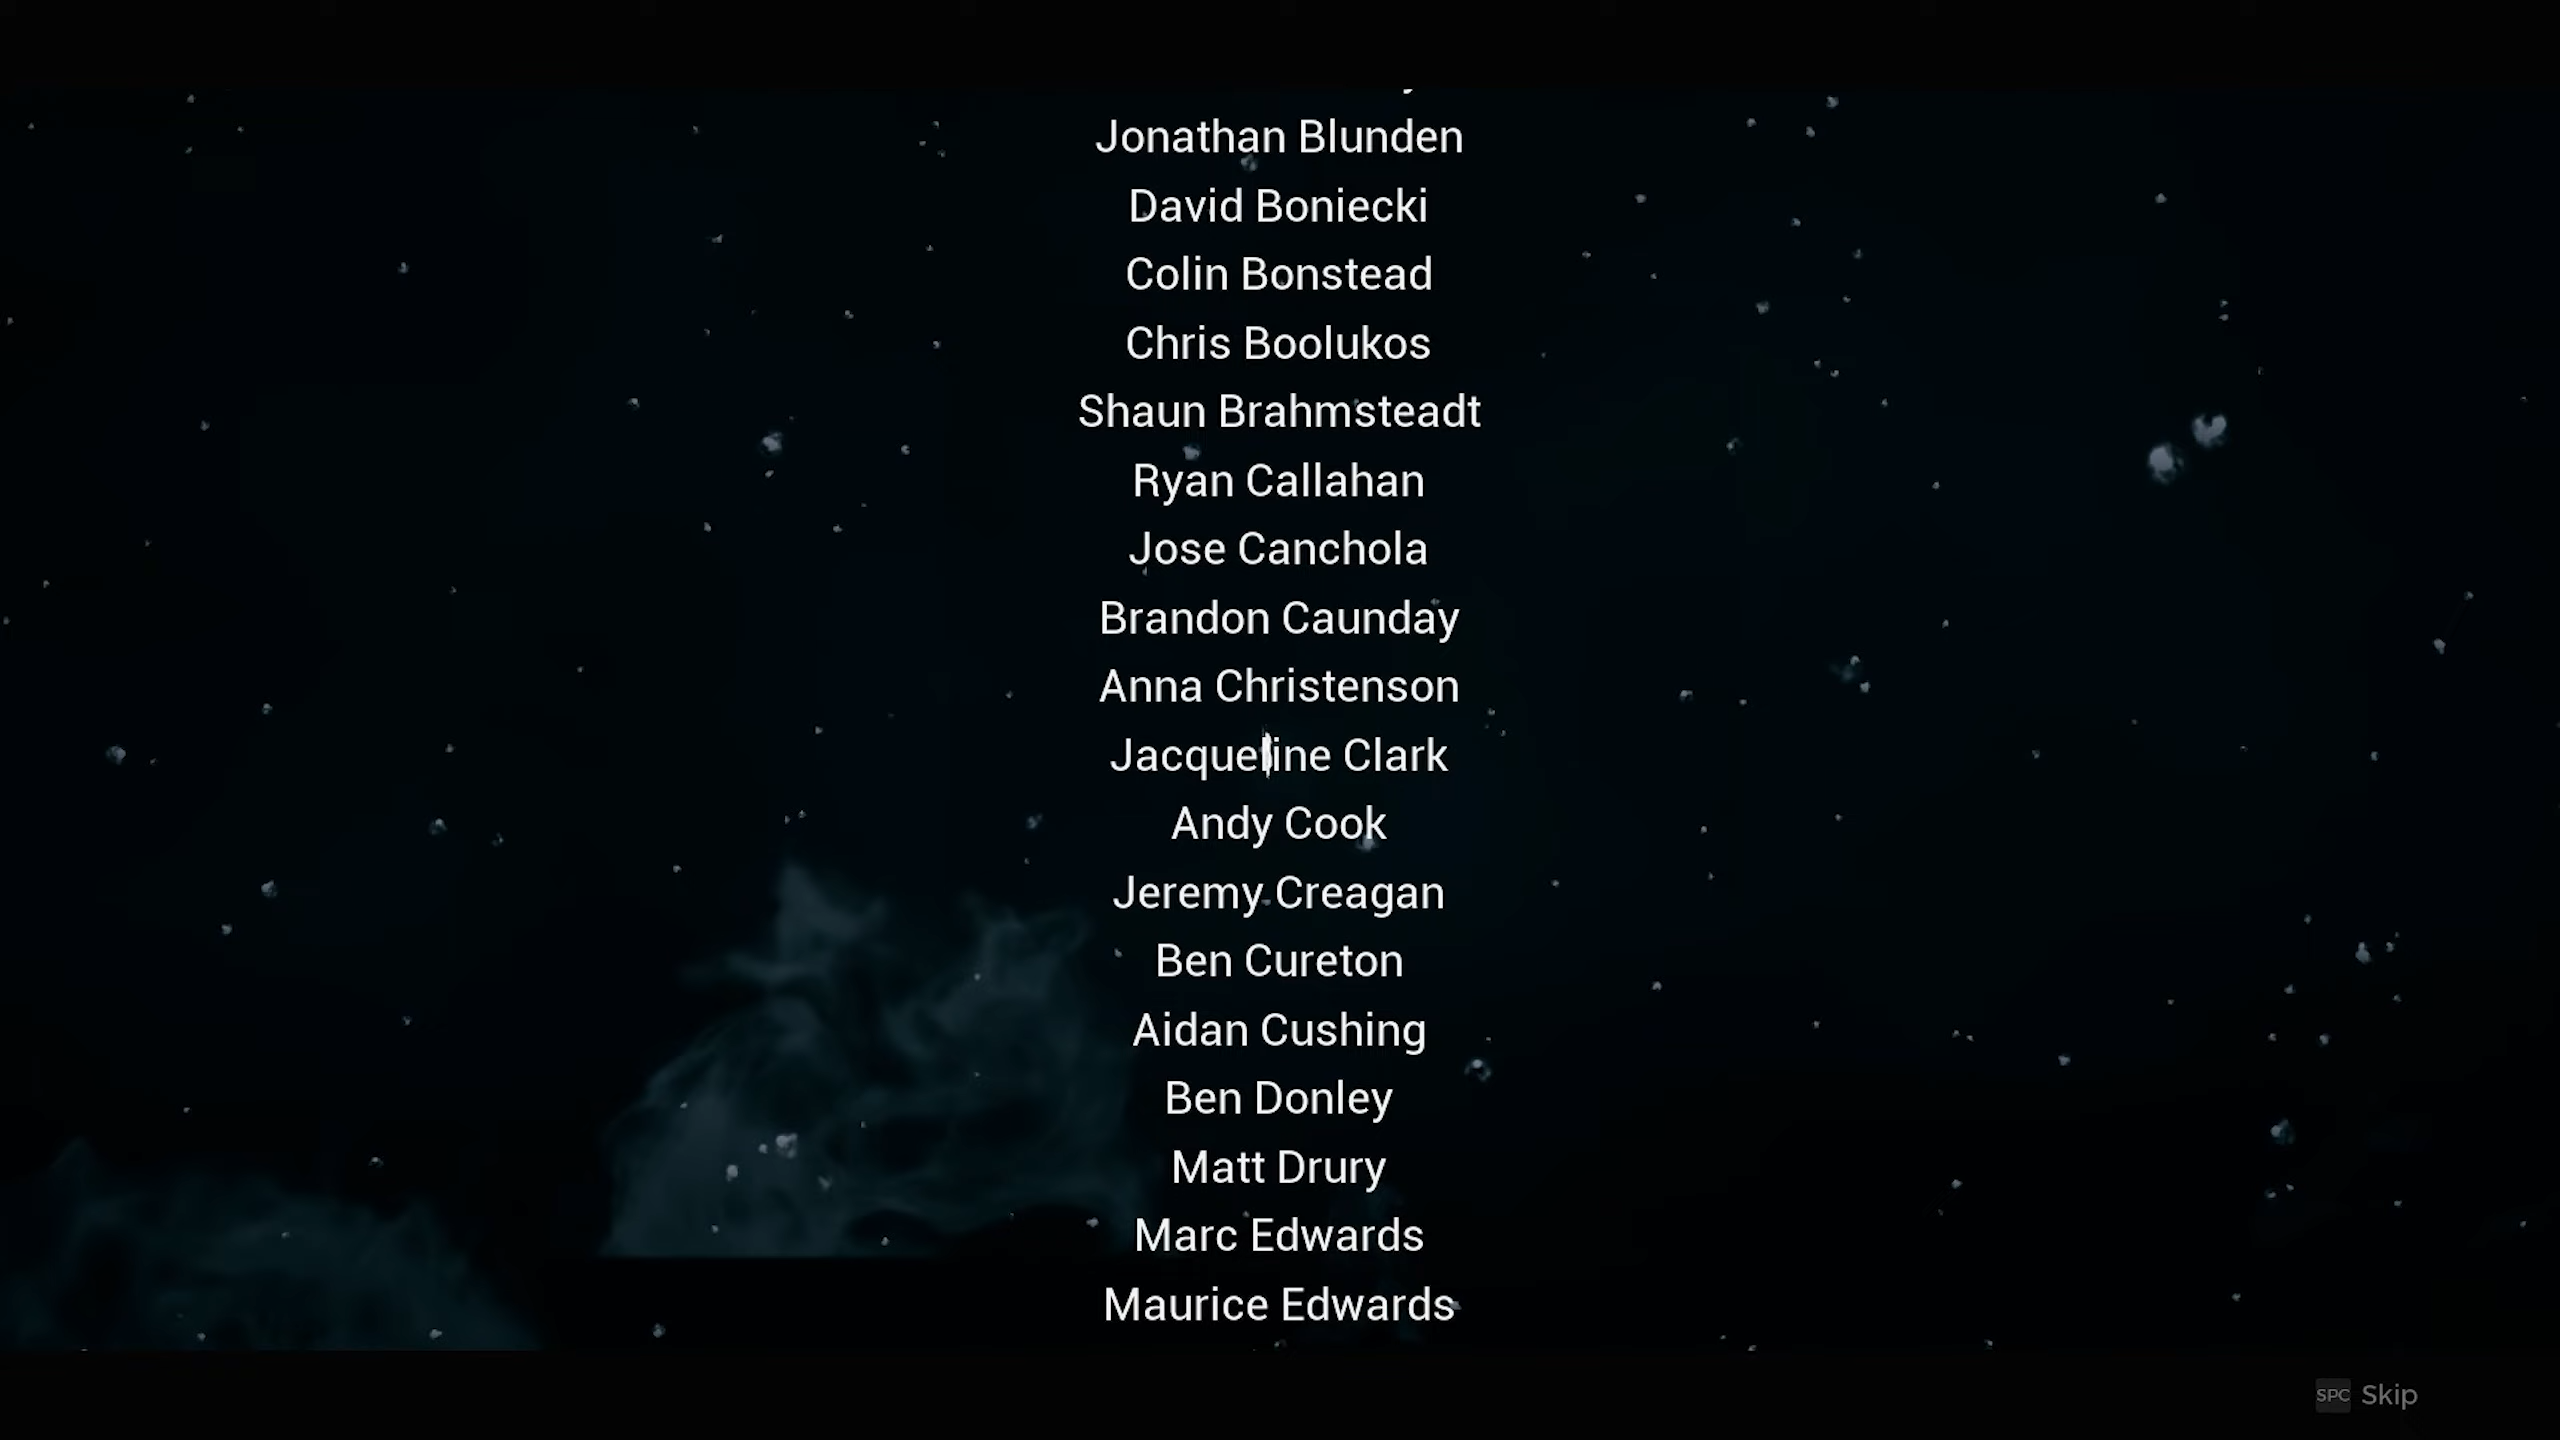 Jonathan Blunden
David Boniecki
Colin Bonstead
Chris Boolukos
Shaun Brahmsteadt
Ryan Callahan
Jose Canchola
Brandon Caunday
Anna Christenson
Jacqueline Clark
Andy Cook
Jeremy Creagan
Ben Cureton
Aidan Cushing
Ben Donley
Matt Drury
Marc Edwards
Maurice Edwards
SPC Skip